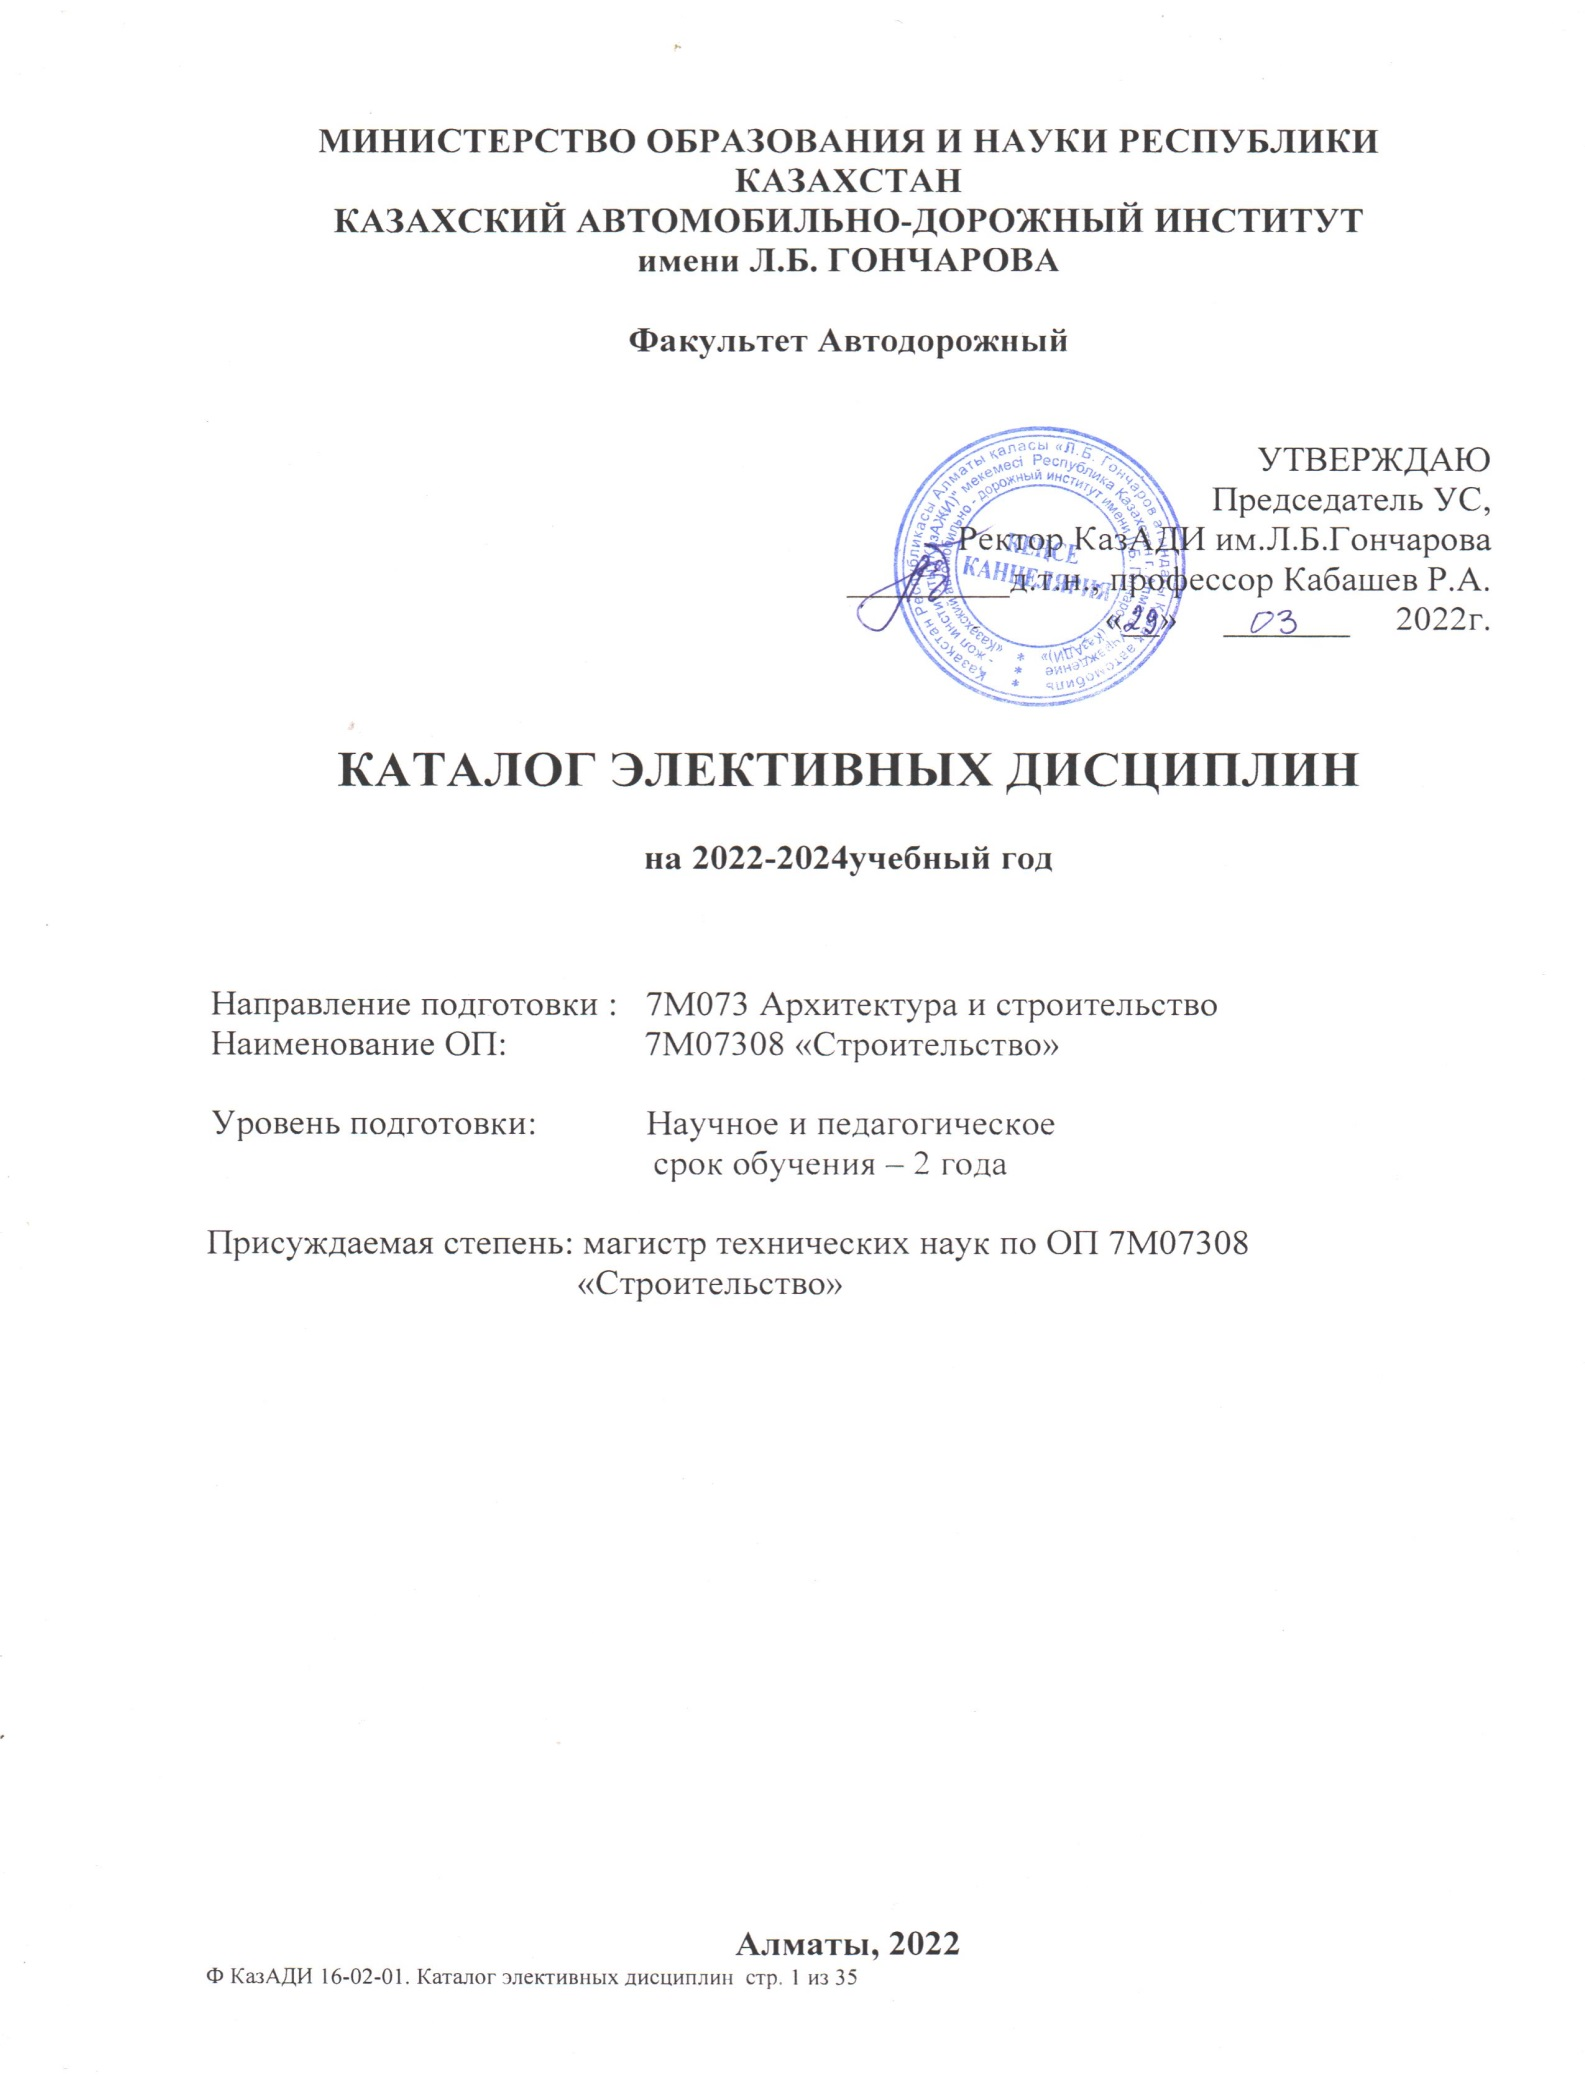 МИНИСТЕРСТВО ОБРАЗОВАНИЯ И НАУКИ РЕСПУБЛИКИ
КАЗАХСТАН
КАЗАХСКИЙ АВТОМОБИЛЬНО-ДОРОЖНЫЙ ИНСТИТУТ
имени Л.Б. ГОНЧАРОВА
Факультет Автодорожный
УТВЕРЖДАЮ
Председатель УС,
Ректор КазАДИ им.Л.Б.Гончарова
д.т.н., профессор Кабашев Р.А.
«29» 03 2022г.
КЕҢСЕ
КАНЦЕЛЯРИЯ
КАТАЛОГ ЭЛЕКТИВНЫХ ДИСЦИПЛИН
на 2022-2024учебный год
Направление подготовки : 7М073 Архитектура и строительство
Наименование ОП: 7М07308 «Строительство»
Уровень подготовки: Научное и педагогическое
срок обучения – 2 года
Присуждаемая степень: магистр технических наук по ОП 7М07308
«Строительство»
Алматы, 2022
Ф КазАДИ 16-02-01. Каталог элективных дисциплин стр. 1 из 35